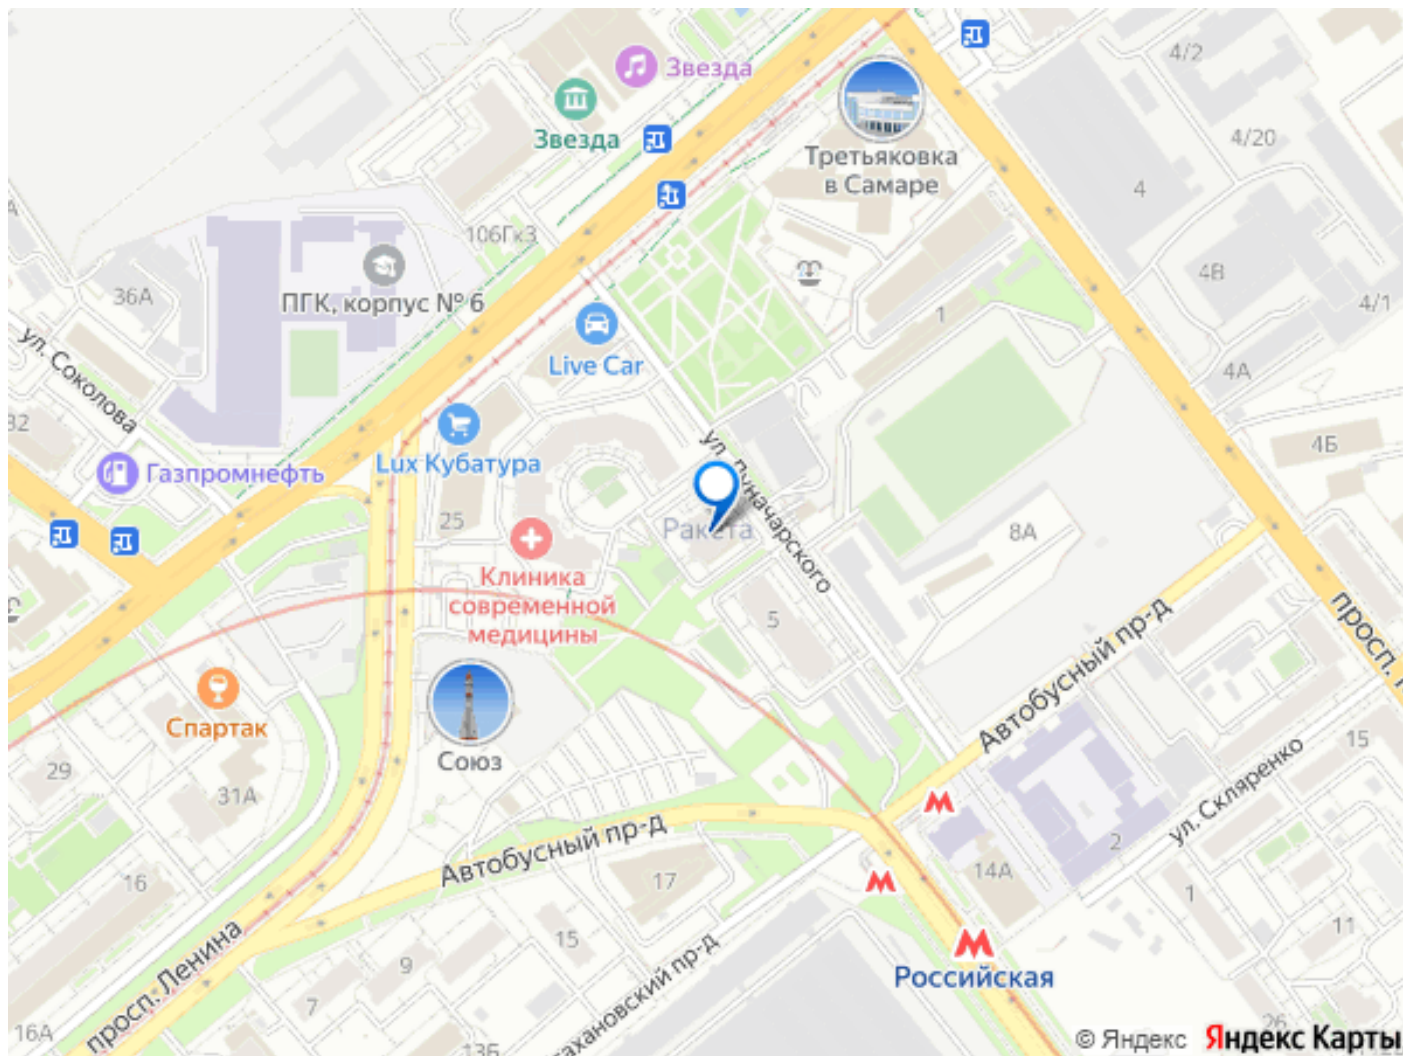 4/2
Звезда
Звезда
4/20
Третьяковка
в Самаре
4
106Гк3
4В
36А
ПГК, корпус № 6
4/1
1
ул. Соколова
Live Car
4А
32
ул. Луначарского
4Б
Lux Кубатура
Газпромнефть
25
Ракета
8А
Клиника
современной
медицины
5
просп.
Автобусный пр-д
Спартак
Союз
29
31А
15
ул. Скляренко
Автобусный пр-д
2
16
17
14А
1
11
просп. Ленина
15
9
Российская
7
16А
13Б
26
© Яндекс Яндекс Карты